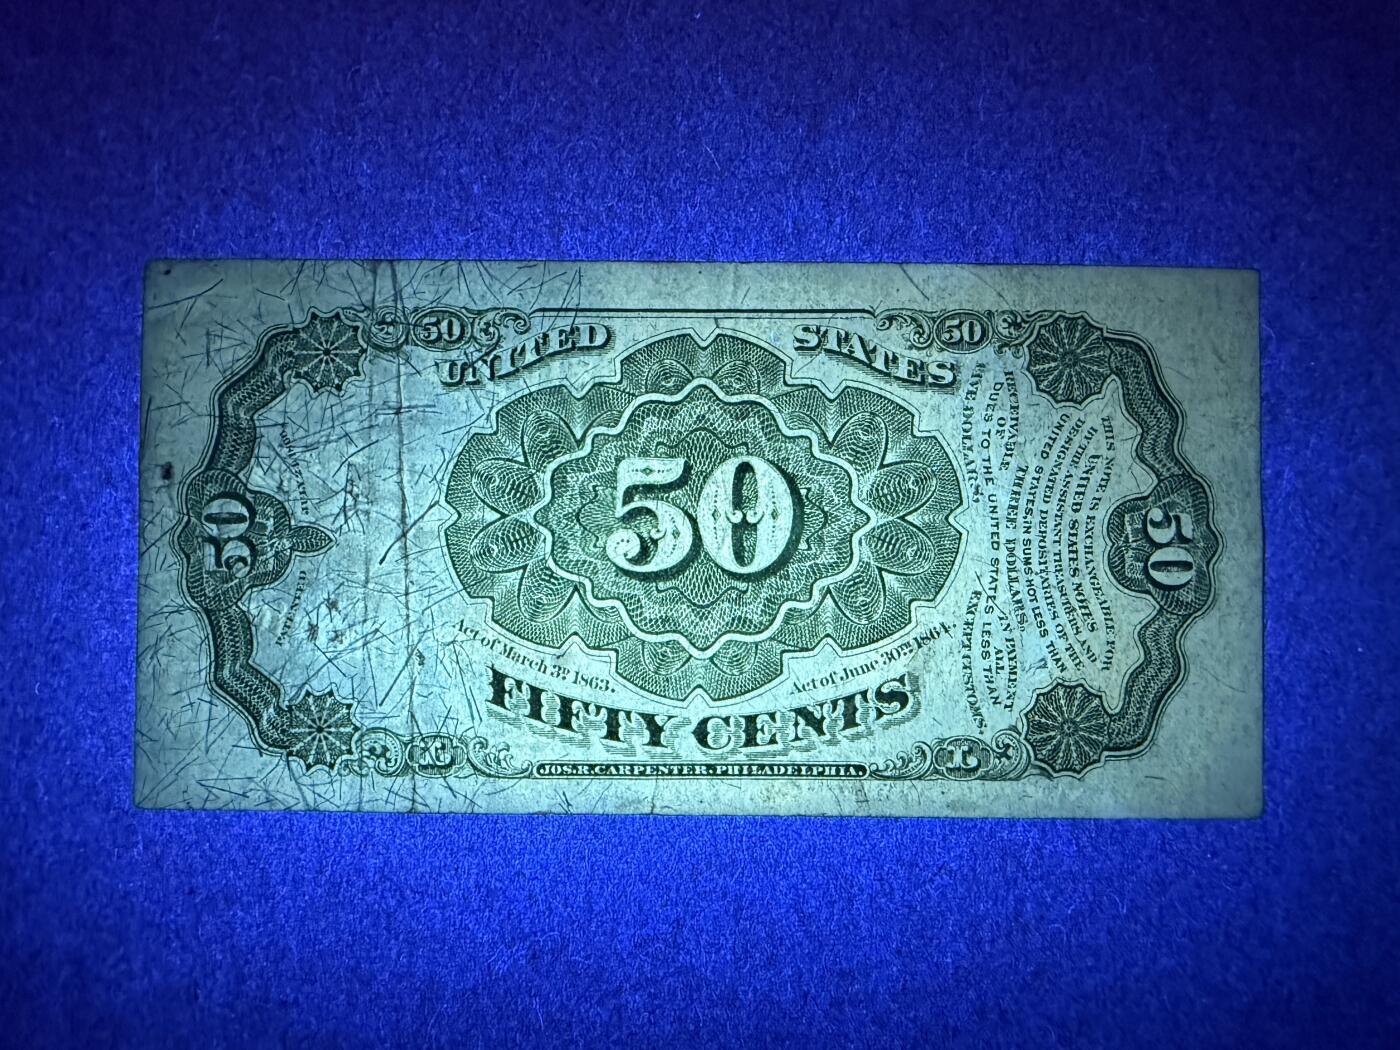 50 50
UNITED STATES
50
50
50
Act of March 3D 1863.
Act of June 30TH 1864.
FIFTY CENTS
L
JOS.R.CARPENTER·PHILADELPHIA.
THIS NOTE IS EXCHANGEABLE FOR
UNITED STATES NOTES
BY THE ASSISTANT TREASURERS AND
DESIGNATED DEPOSITARIES OF THE
UNITED STATES IN SUMS NOT LESS THAN
THREE DOLLARS.
RECEIVABLE IN PAYMENT
OF ALL
DUES TO THE UNITED STATES LESS THAN
FIVE DOLLARS, EXCEPT CUSTOMS.